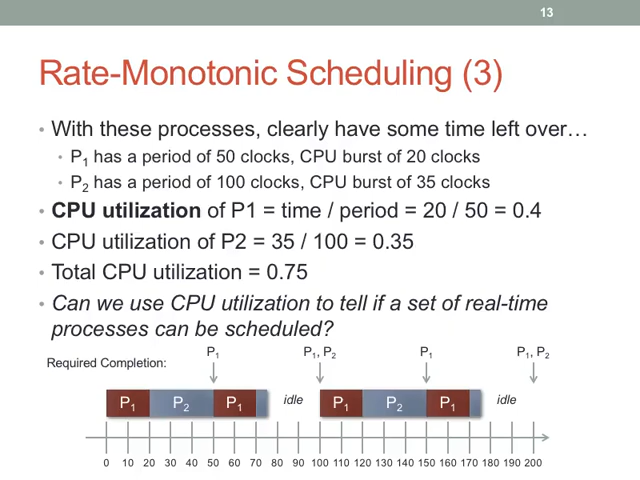 13
Rate-Monotonic Scheduling (3)
• With these processes, clearly have some time left over…
• P₁ has a period of 50 clocks, CPU burst of 20 clocks
• P₂ has a period of 100 clocks, CPU burst of 35 clocks
• CPU utilization of P1 = time / period = 20 / 50 = 0.4
• CPU utilization of P2 = 35 / 100 = 0.35
• Total CPU utilization = 0.75
• Can we use CPU utilization to tell if a set of real-time
processes can be scheduled?
Required Completion: P₁ P₁, P₂ P₁ P₁, P₂
P₁ P₂ P₁ idle P₁ P₂ P₁ idle
0 10 20 30 40 50 60 70 80 90 100 110 120 130 140 150 160 170 180 190 200